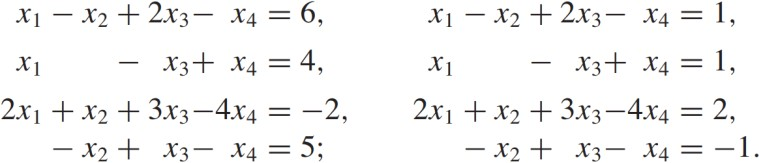 x₁ − x₂ + 2x₃− x₄ = 6, x₁ − x₂ + 2x₃− x₄ = 1,
x₁ − x₃+ x₄ = 4, x₁ − x₃+ x₄ = 1,
2x₁ + x₂ + 3x₃−4x₄ = −2, 2x₁ + x₂ + 3x₃−4x₄ = 2,
− x₂ + x₃− x₄ = 5; − x₂ + x₃− x₄ = −1.